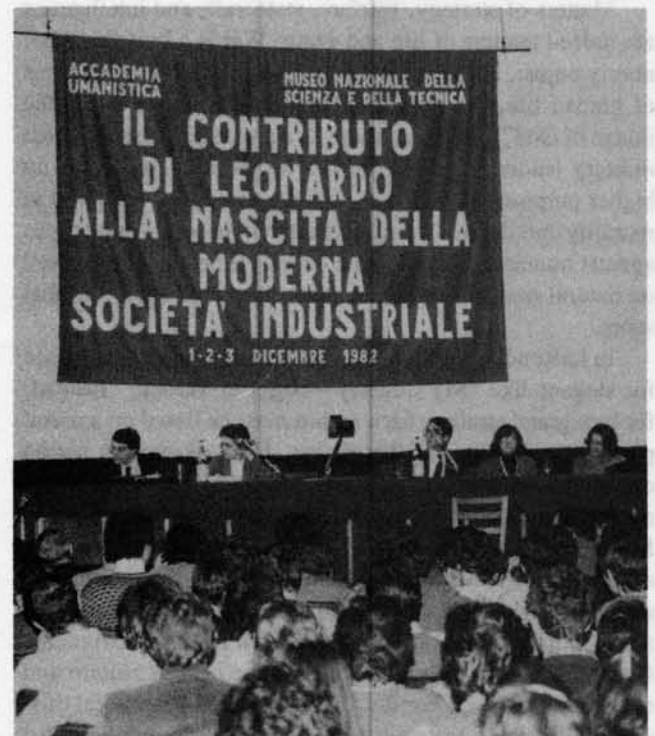 ACCADEMIA
UMANISTICA
MUSEO NAZIONALE DELLA
SCIENZA E DELLA TECNICA
IL CONTRIBUTO
DI LEONARDO
ALLA NASCITA DELLA
MODERNA
SOCIETA' INDUSTRIALE
1-2-3 DICEMBRE 1982